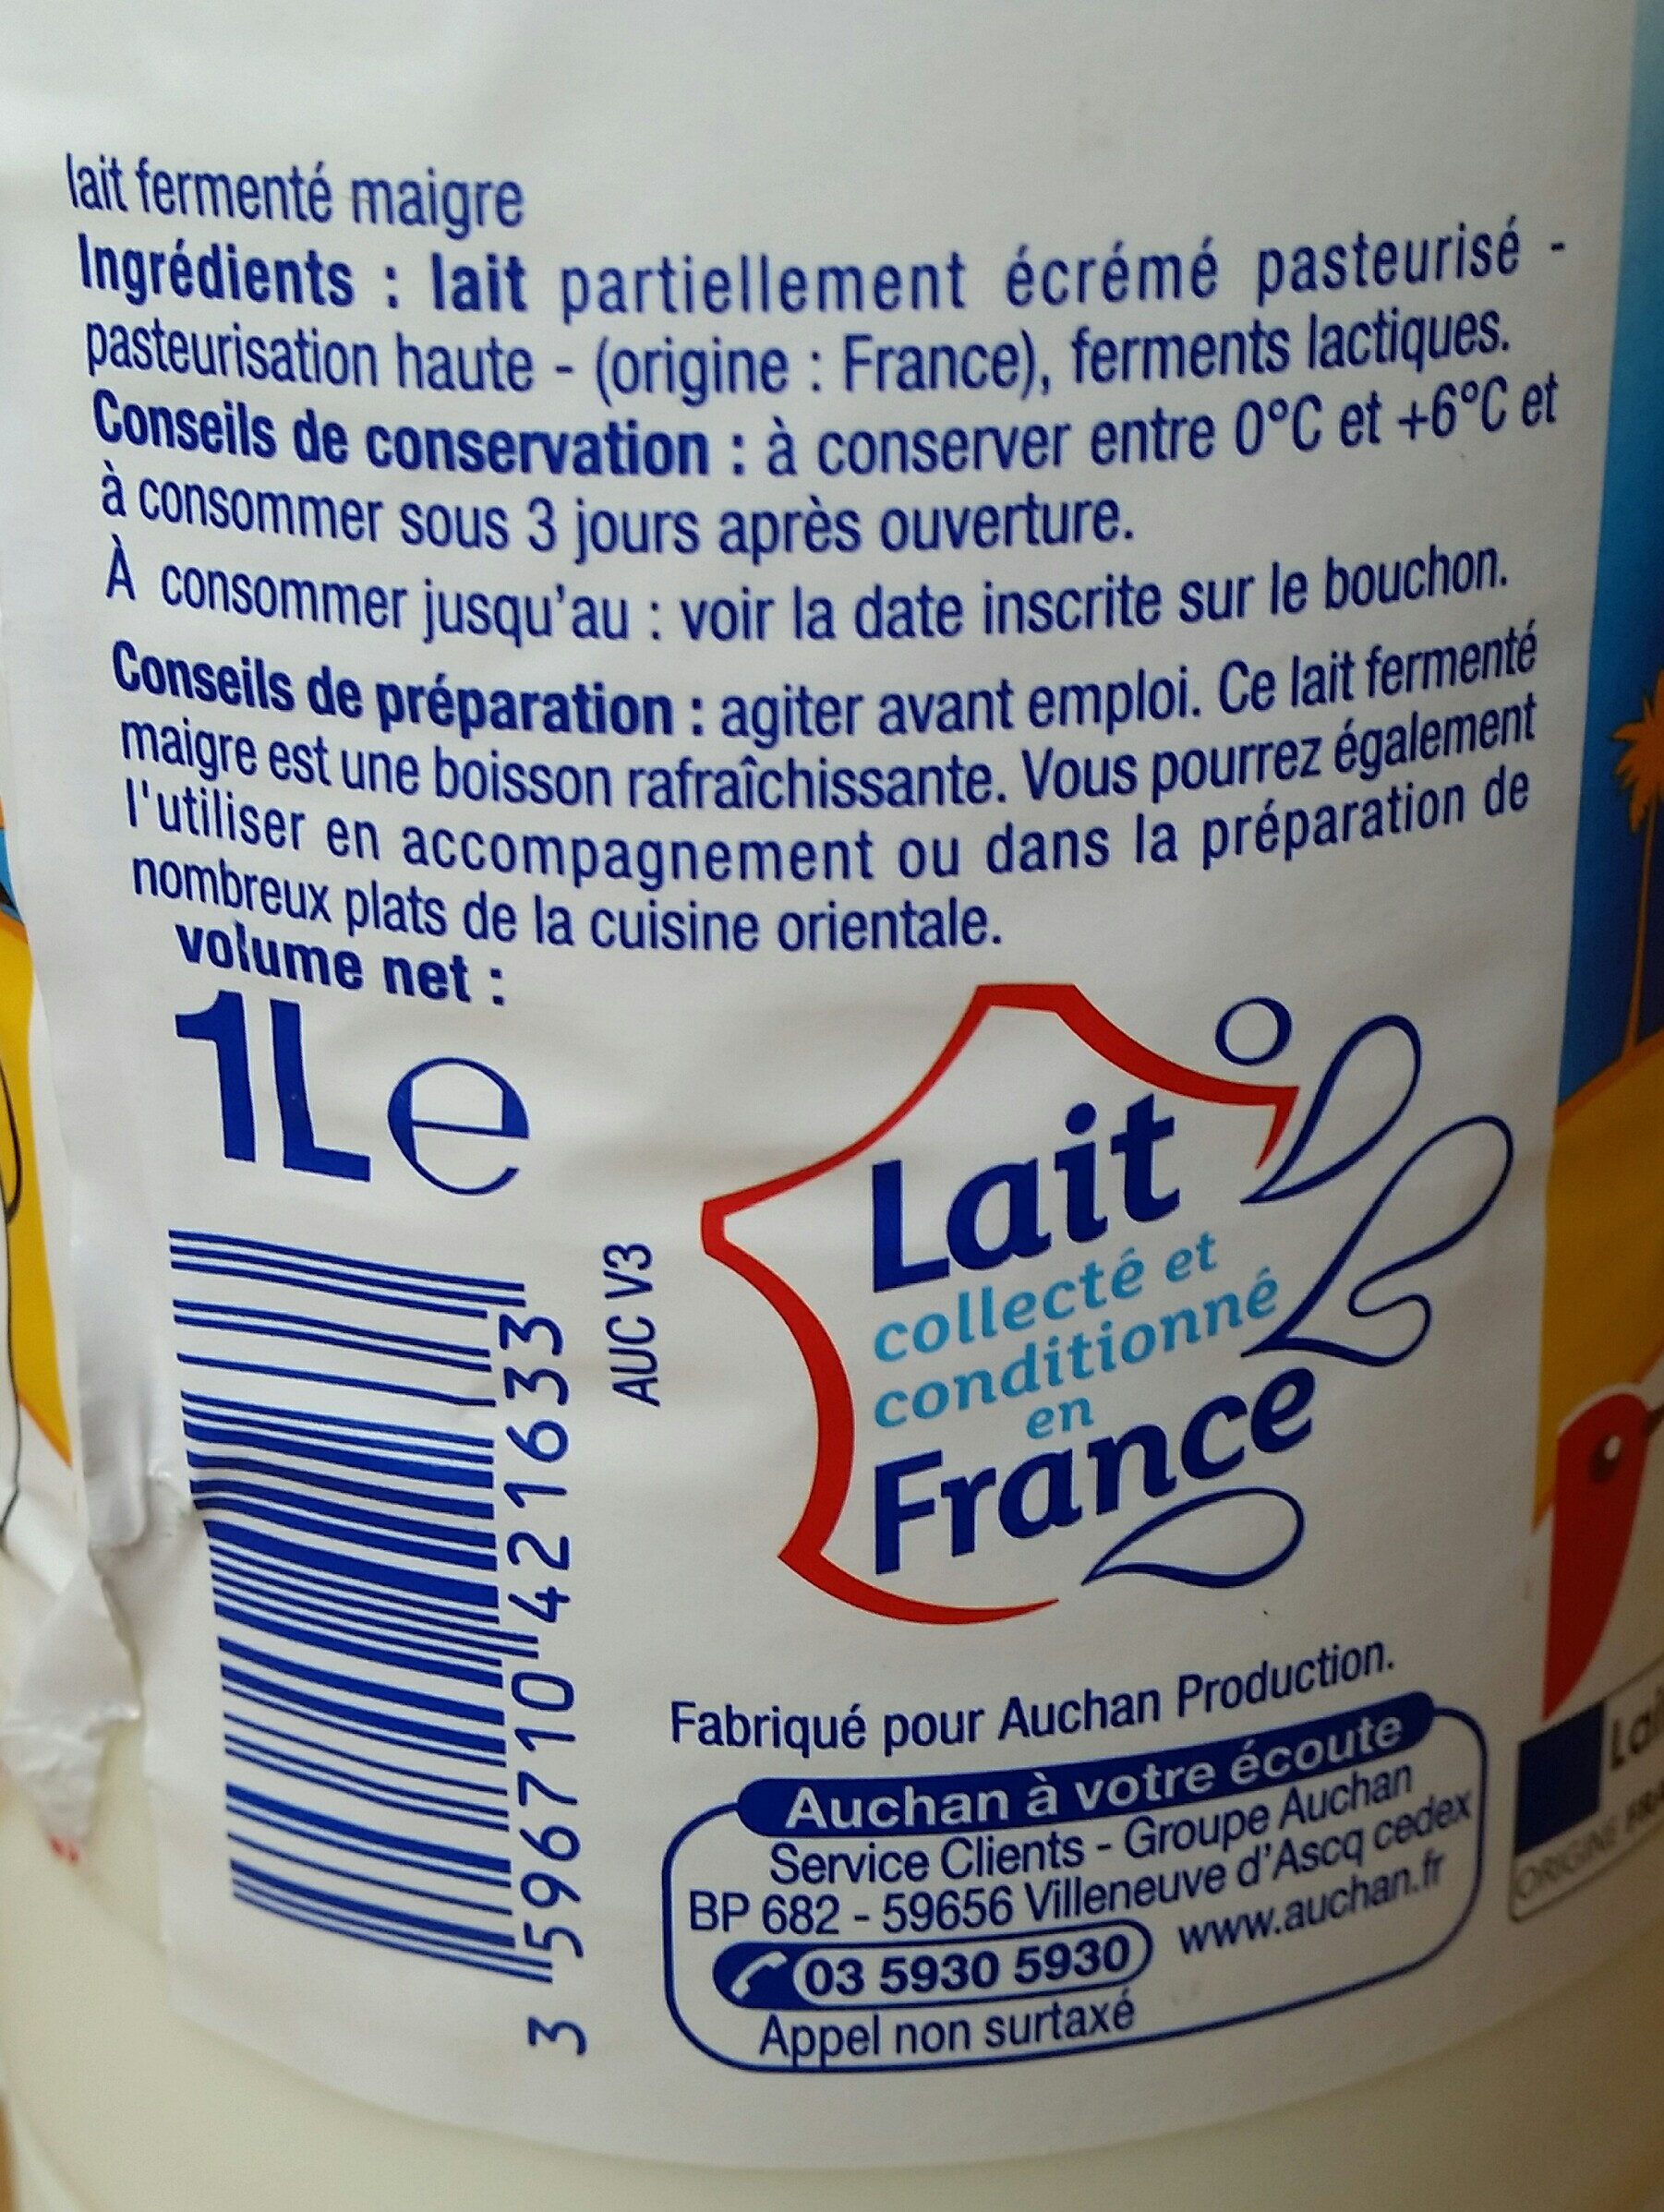 lait fermenté maigre
Ingrédients : lait partiellement écrémé pasteurisé -
pasteurisation haute - (origine : France), ferments lactiques.
Conseils de conservation : à conserver entre 0°C et +6°C et
à consommer sous 3 jours après ouverture.
À consommer jusqu'au : voir la date inscrite sur le bouchon.
Conseils de préparation : agiter avant emploi. Ce lait fermenté
maigre est une boisson rafraîchissante. Vous pourrez également
l'utiliser en accompagnement ou dans la préparation de
nombreux plats de la cuisine orientale.
volume net :
1L e
3 596710 421633
AUC V3
Lait
collecté et
conditionné
en
France
Fabriqué pour Auchan Production.
Auchan à votre écoute
Service Clients - Groupe Auchan
BP 682 - 59656 Villeneuve d'Ascq cedex
03 5930 5930 www.auchan.fr
Appel non surtaxé
ORIGINE